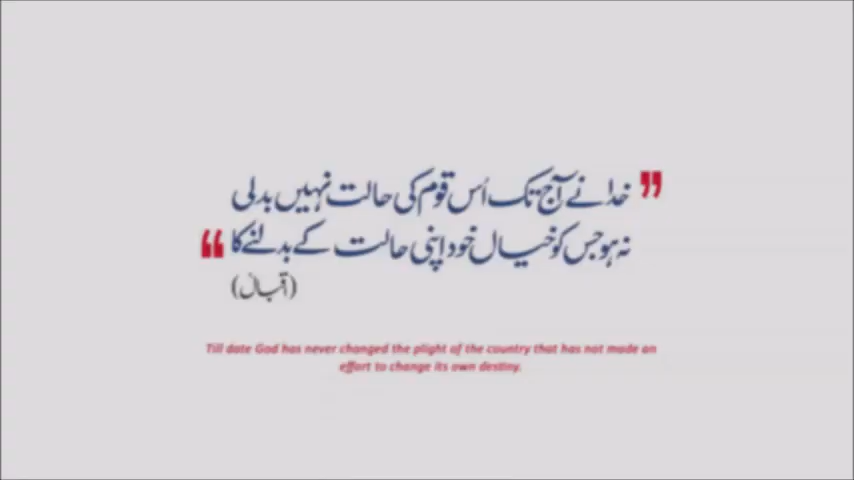 ”خدا نے آج تک اُس قوم کی حالت نہیں بدلی
نہ ہو جس کو خیال خود اپنی حالت کے بدلنے کا“
(اقبال)
Till date God has never changed the plight of the country that has not made an
effort to change its own destiny.